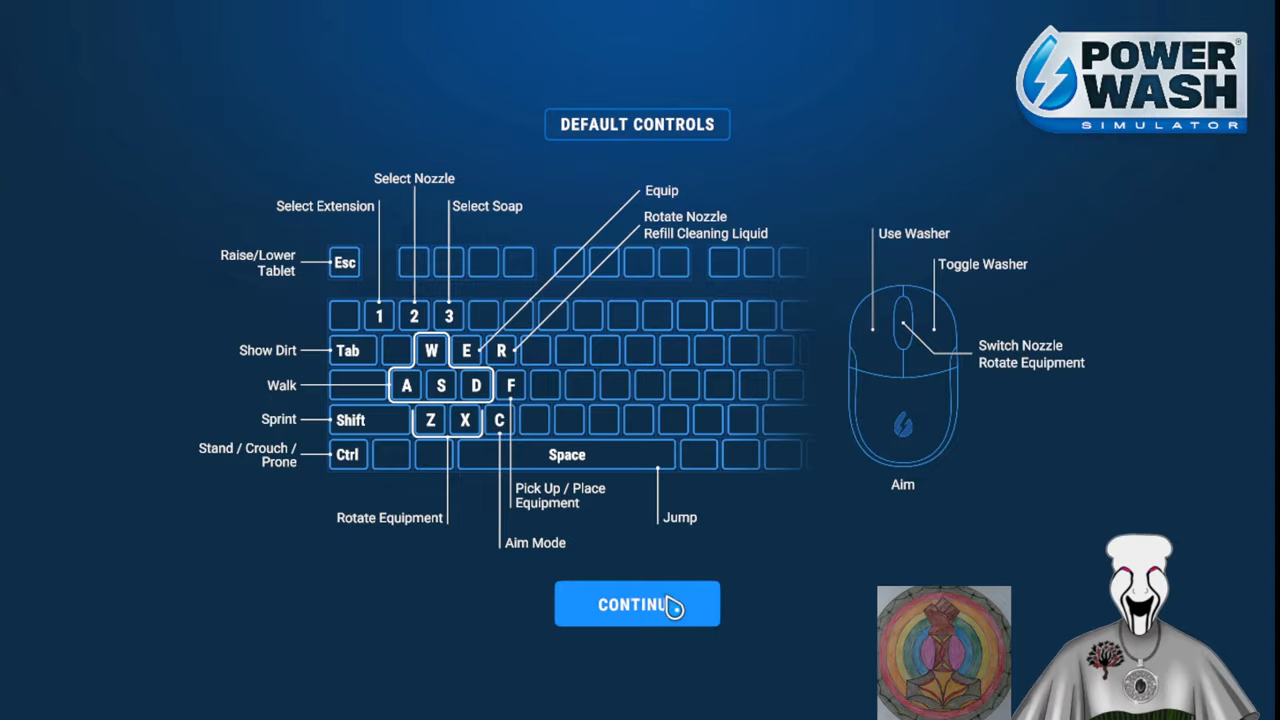 POWER
WASH
SIMULATOR
DEFAULT CONTROLS
Select Nozzle
Select Extension
Select Soap
Equip
Rotate Nozzle
Refill Cleaning Liquid
Use Washer
Toggle Washer
Raise/Lower
Tablet
Esc
1 2 3
Show Dirt
Tab W E R
Switch Nozzle
Rotate Equipment
Walk
A S D F
Sprint
Shift Z X C
Stand / Crouch /
Prone
Ctrl Space
Aim
Pick Up / Place
Equipment
Rotate Equipment
Jump
Aim Mode
CONTINU